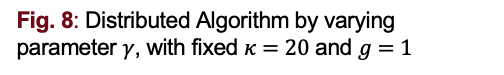 Fig. 8: Distributed Algorithm by varying
parameter γ, with fixed κ = 20 and g = 1